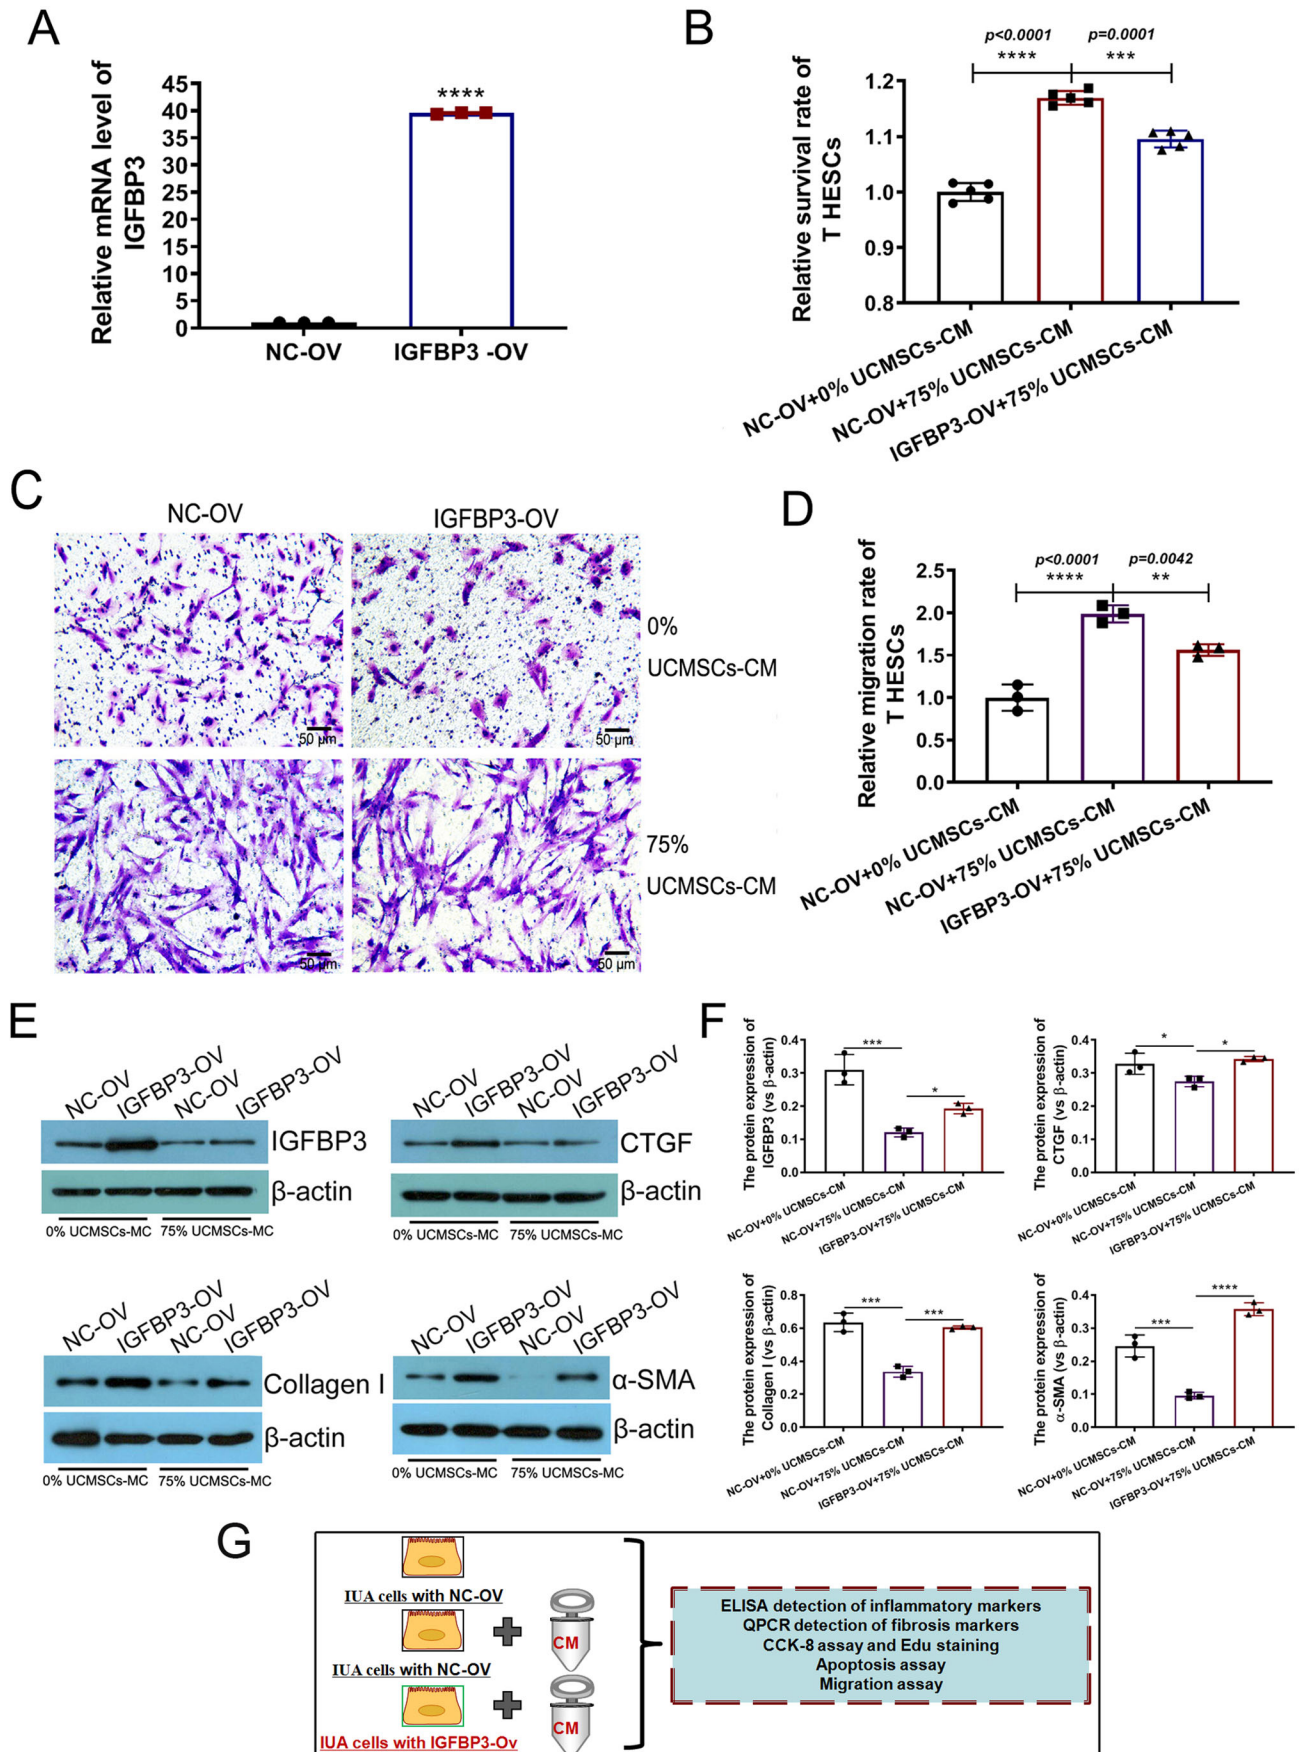 A
Relative mRNA level of
IGFBP3
45
40
35
30
25
20
15
10
5
0
****
NC-OV
IGFBP3 -OV
B
Relative survival rate of
T HESCs
p<0.0001
p=0.0001
****
***
1.2
1.1
1.0
0.9
0.8
NC-OV+0% UCMSCs-CM
NC-OV+75% UCMSCs-CM
IGFBP3-OV+75% UCMSCs-CM
C
NC-OV
IGFBP3-OV
0%
UCMSCs-CM
50 μm
50 μm
75%
UCMSCs-CM
50 μm
50 μm
D
Relative migration rate of
T HESCs
p<0.0001
p=0.0042
****
**
2.5
2.0
1.5
1.0
0.5
0.0
NC-OV+0% UCMSCs-CM
NC-OV+75% UCMSCs-CM
IGFBP3-OV+75% UCMSCs-CM
E
NC-OV
IGFBP3-OV
NC-OV
IGFBP3-OV
IGFBP3
β-actin
0% UCMSCs-MC
75% UCMSCs-MC
NC-OV
IGFBP3-OV
NC-OV
IGFBP3-OV
CTGF
β-actin
0% UCMSCs-MC
75% UCMSCs-MC
NC-OV
IGFBP3-OV
NC-OV
IGFBP3-OV
Collagen I
β-actin
0% UCMSCs-MC
75% UCMSCs-MC
NC-OV
IGFBP3-OV
NC-OV
IGFBP3-OV
α-SMA
β-actin
0% UCMSCs-MC
75% UCMSCs-MC
F
The protein expression of
IGFBP3 (vs β-actin)
0.4
0.3
0.2
0.1
0.0
***
*
NC-OV+0% UCMSCs-CM
NC-OV+75% UCMSCs-CM
IGFBP3-OV+75% UCMSCs-CM
The protein expression of
CTGF (vs β-actin)
0.4
0.3
0.2
0.1
0.0
*
*
NC-OV+0% UCMSCs-CM
NC-OV+75% UCMSCs-CM
IGFBP3-OV+75% UCMSCs-CM
The protein expression of
Collagen I (vs β-actin)
0.8
0.6
0.4
0.2
0.0
***
***
NC-OV+0% UCMSCs-CM
NC-OV+75% UCMSCs-CM
IGFBP3-OV+75% UCMSCs-CM
The protein expression of
α-SMA (vs β-actin)
0.4
0.3
0.2
0.1
0.0
***
****
NC-OV+0% UCMSCs-CM
NC-OV+75% UCMSCs-CM
IGFBP3-OV+75% UCMSCs-CM
G
IUA cells with NC-OV
CM
IUA cells with NC-OV
CM
IUA cells with IGFBP3-Ov
ELISA detection of inflammatory markers
QPCR detection of fibrosis markers
CCK-8 assay and Edu staining
Apoptosis assay
Migration assay